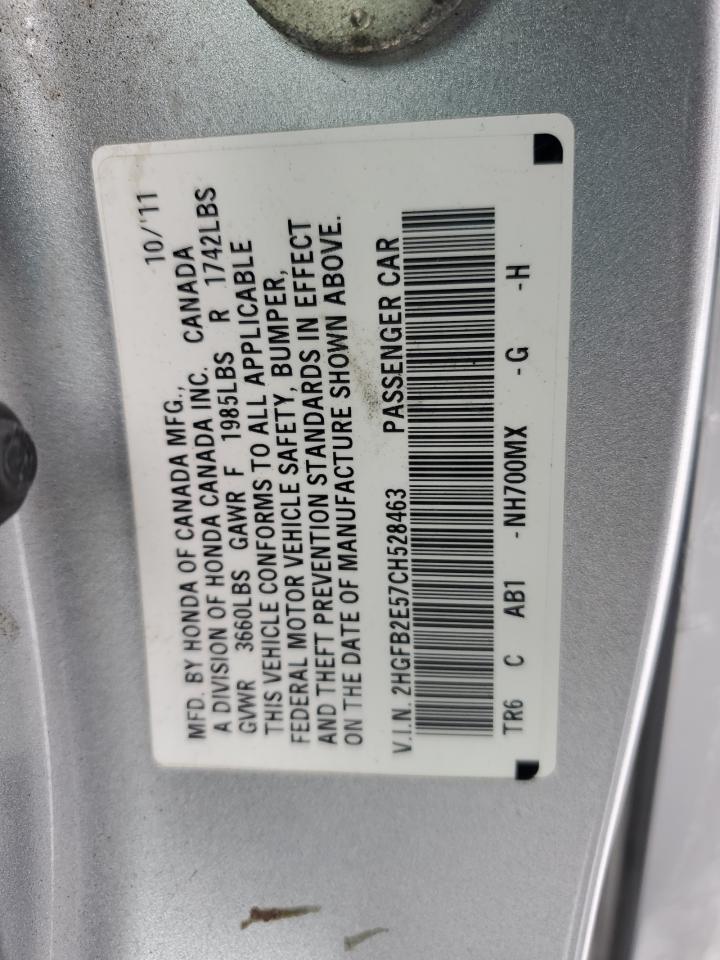 10/'11
MFD. BY HONDA OF CANADA MFG.,
A DIVISION OF HONDA CANADA INC. CANADA
GVWR 3660LBS GAWR F 1985LBS R 1742LBS
THIS VEHICLE CONFORMS TO ALL APPLICABLE
FEDERAL MOTOR VEHICLE SAFETY, BUMPER,
AND THEFT PREVENTION STANDARDS IN EFFECT
ON THE DATE OF MANUFACTURE SHOWN ABOVE.
V.I.N. 2HGFB2E57CH528463 PASSENGER CAR
TR6 C AB1 -NH700MX -G -H